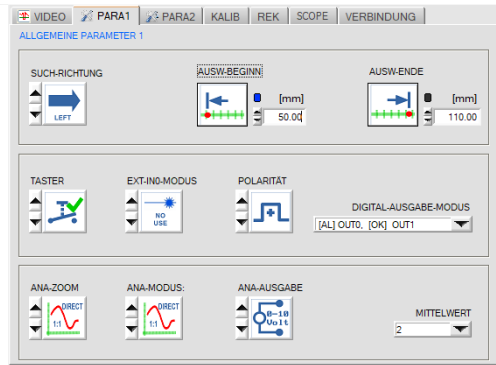 VIDEO PARA1 PARA2 KALIB REK SCOPE VERBINDUNG
ALLGEMEINE PARAMETER 1
SUCH-RICHTUNG AUSW-BEGINN AUSW-ENDE
LEFT [mm] [mm]
50.00 110.00
TASTER EXT-IN0-MODUS POLARITÄT
NO
USE
DIGITAL-AUSGABE-MODUS
[AL] OUT0, [OK] OUT1
ANA-ZOOM ANA-MODUS: ANA-AUSGABE
DIRECT DIRECT 0-10
1:1 1:1 Volt
MITTELWERT
2